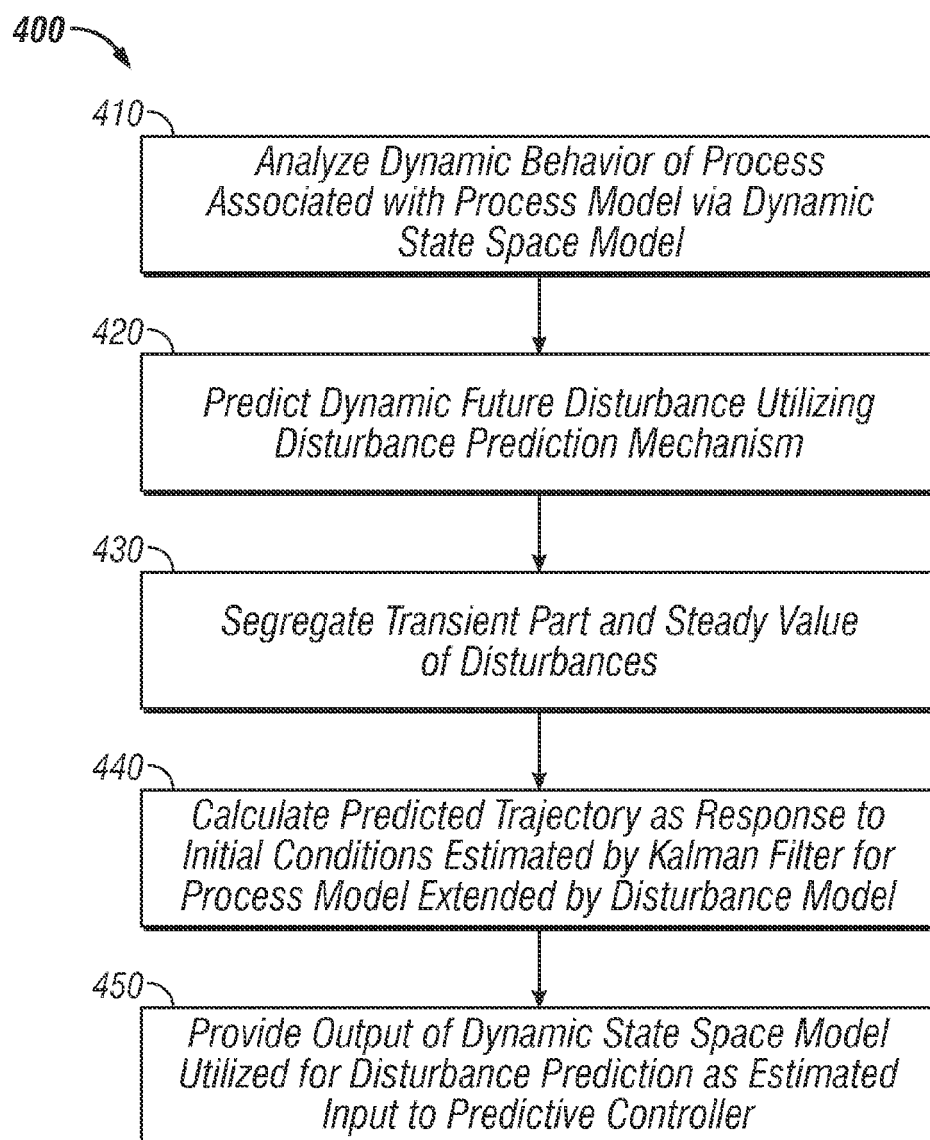 400
410
Analyze Dynamic Behavior of Process
Associated with Process Model via Dynamic
State Space Model
420
Predict Dynamic Future Disturbance Utilizing
Disturbance Prediction Mechanism
430
Segregate Transient Part and Steady Value
of Disturbances
440
Calculate Predicted Trajectory as Response to
Initial Conditions Estimated by Kalman Filter for
Process Model Extended by Disturbance Model
450
Provide Output of Dynamic State Space Model
Utilized for Disturbance Prediction as Estimated
Input to Predictive Controller